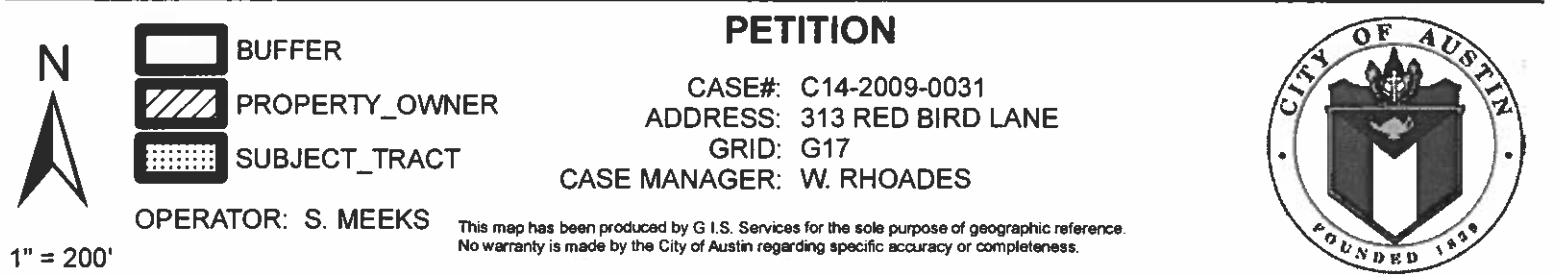 PETITION
N
BUFFER
PROPERTY_OWNER
SUBJECT_TRACT
OPERATOR: S. MEEKS
1" = 200'
CASE#: C14-2009-0031
ADDRESS: 313 RED BIRD LANE
GRID: G17
CASE MANAGER: W. RHOADES
This map has been produced by G I.S. Services for the sole purpose of geographic reference.
No warranty is made by the City of Austin regarding specific accuracy or completeness.
CITY OF AUSTIN
FOUNDED 1839